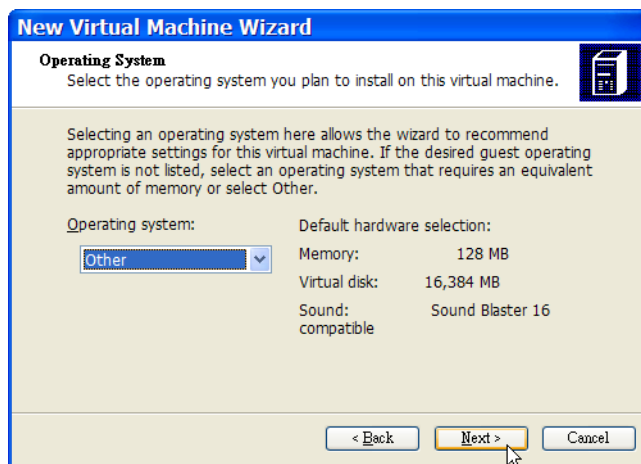 New Virtual Machine Wizard
Operating System
Select the operating system you plan to install on this virtual machine.
Selecting an operating system here allows the wizard to recommend
appropriate settings for this virtual machine. If the desired guest operating
system is not listed, select an operating system that requires an equivalent
amount of memory or select Other.
Operating system:
Other
Default hardware selection:
Memory: 128 MB
Virtual disk: 16,384 MB
Sound: Sound Blaster 16
compatible
< Back Next > Cancel